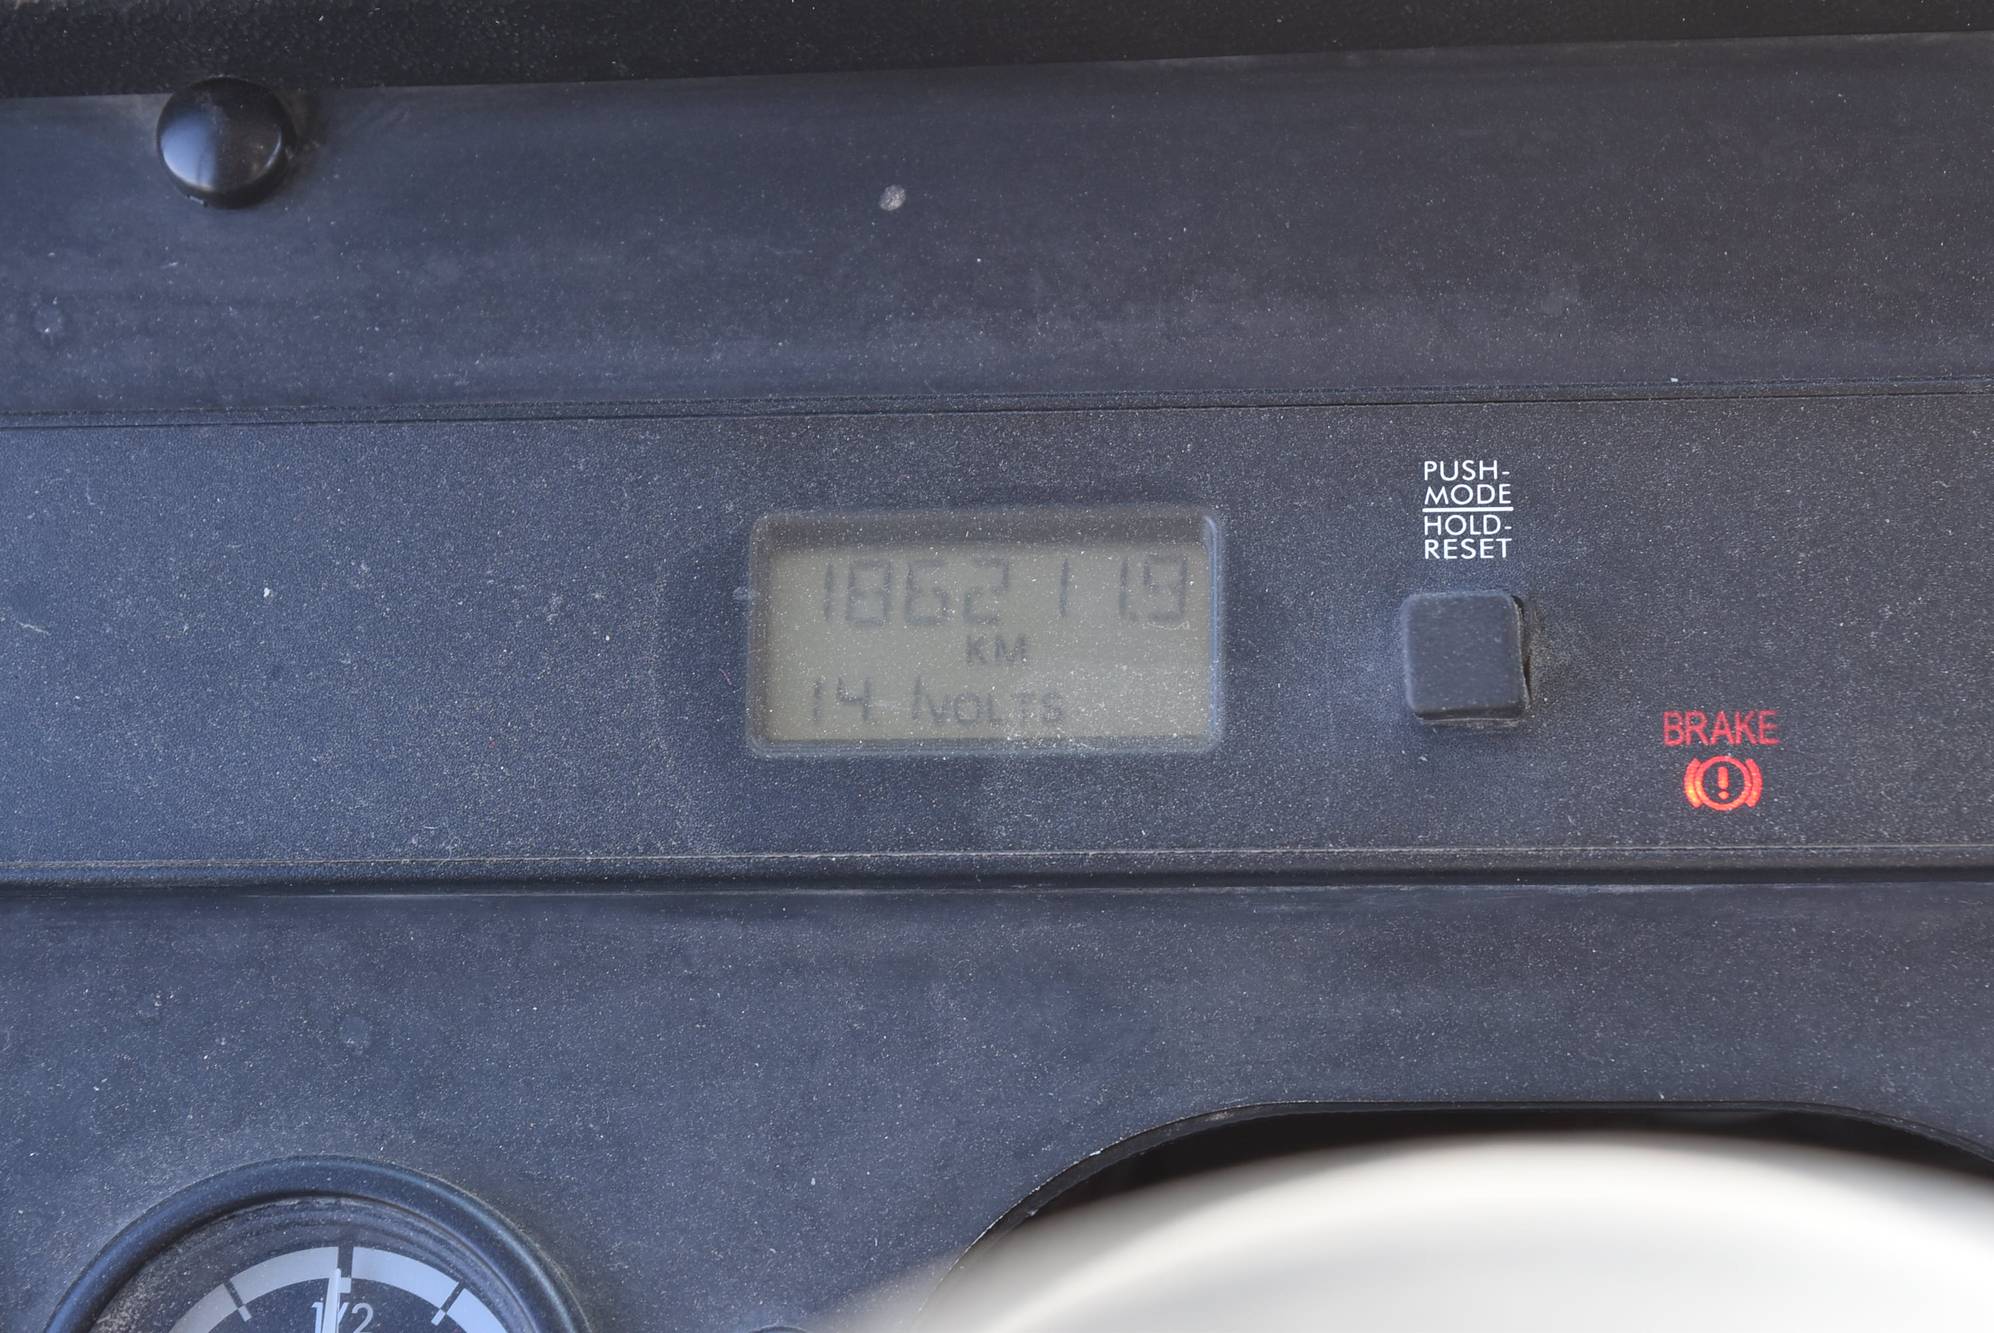 PUSH-
MODE
HOLD-
RESET
186211.9
KM
14.1 VOLTS
BRAKE
1/2